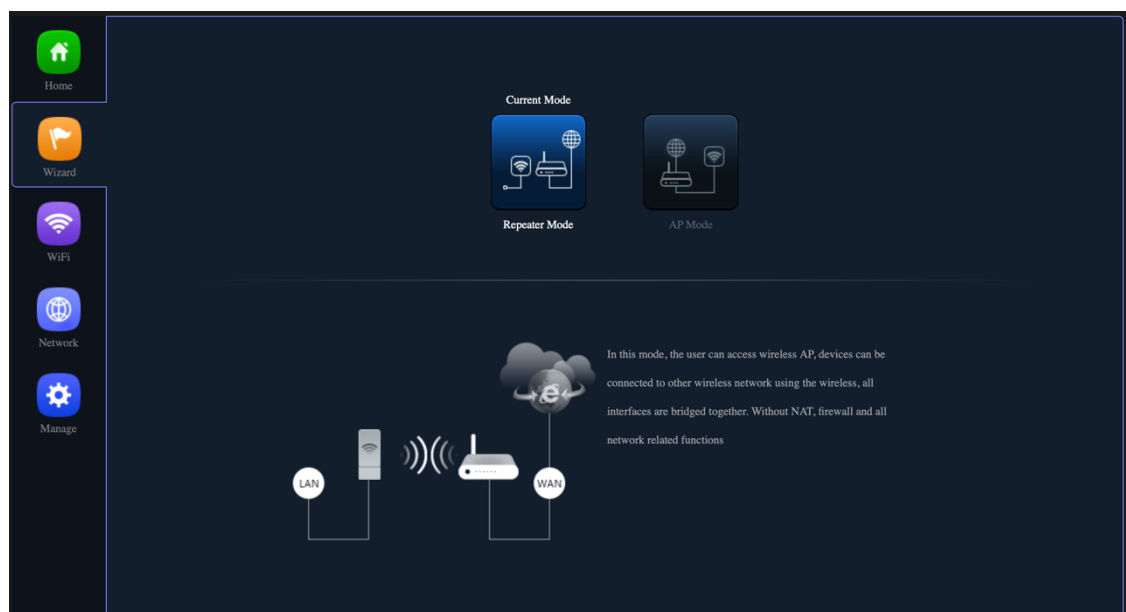 Home
Wizard
WiFi
Network
Manage
Current Mode
Repeater Mode
AP Mode
In this mode, the user can access wireless AP, devices can be
connected to other wireless network using the wireless, all
interfaces are bridged together. Without NAT, firewall and all
network related functions
LAN
WAN